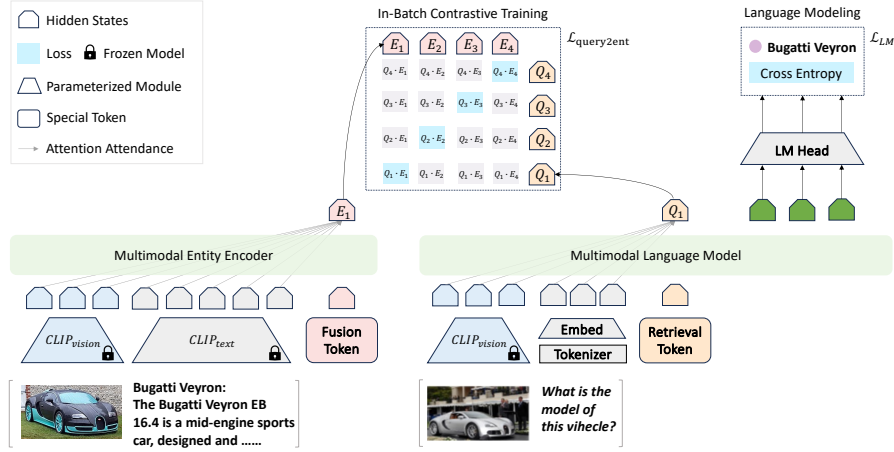 Hidden States
Loss
Frozen Model
Parameterized Module
Special Token
Attention Attendance
In-Batch Contrastive Training
E₁ E₂ E₃ E₄
Q₄ · E₁ Q₄ · E₂ Q₄ · E₃ Q₄ · E₄ Q₄
Q₃ · E₁ Q₃ · E₂ Q₃ · E₃ Q₃ · E₄ Q₃
Q₂ · E₁ Q₂ · E₂ Q₂ · E₃ Q₂ · E₄ Q₂
Q₁ · E₁ Q₁ · E₂ Q₁ · E₃ Q₁ · E₄ Q₁
ℒquery2ent
Language Modeling
Bugatti Veyron
Cross Entropy
ℒLM
LM Head
E₁
Q₁
Multimodal Entity Encoder
Multimodal Language Model
CLIPvision
CLIPtext
Fusion
Token
CLIPvision
Embed
Tokenizer
Retrieval
Token
Bugatti Veyron:
The Bugatti Veyron EB
16.4 is a mid-engine sports
car, designed and ......
What is the
model of
this vihecle?